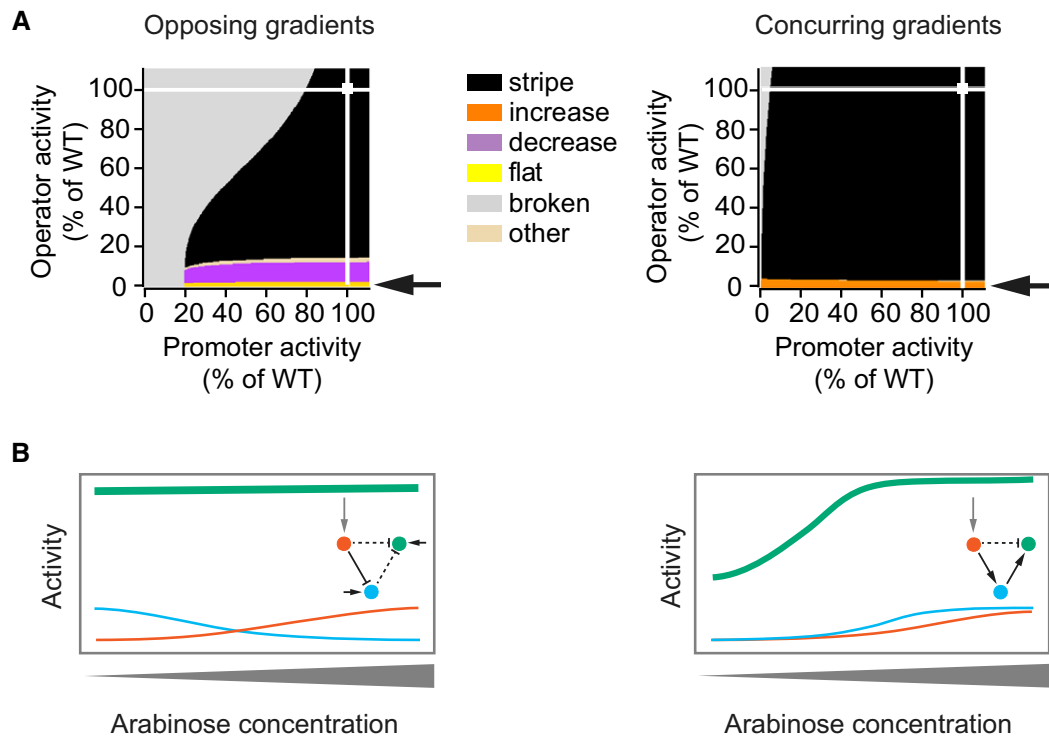 A
Opposing gradients
Operator activity
(% of WT)
100
80
60
40
20
0
0 20 40 60 80 100
Promoter activity
(% of WT)
stripe
increase
decrease
flat
broken
other
Concurring gradients
Operator activity
(% of WT)
100
80
60
40
20
0
0 20 40 60 80 100
Promoter activity
(% of WT)
B
Activity
Arabinose concentration
Activity
Arabinose concentration